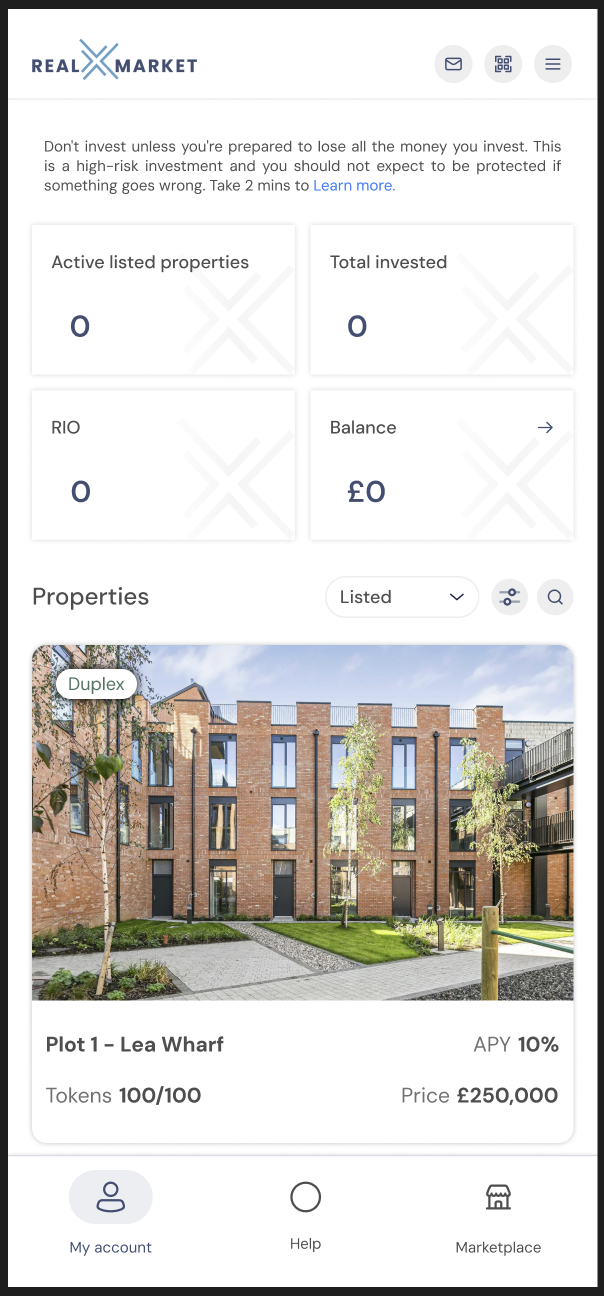 REAL X MARKET
Don't invest unless you're prepared to lose all the money you invest. This
is a high-risk investment and you should not expect to be protected if
something goes wrong. Take 2 mins to Learn more.
Active listed properties
0
Total invested
0
RIO
0
Balance
£0
Properties
Listed
Duplex
Plot 1 - Lea Wharf
APY 10%
Tokens 100/100
Price £250,000
My account
Help
Marketplace